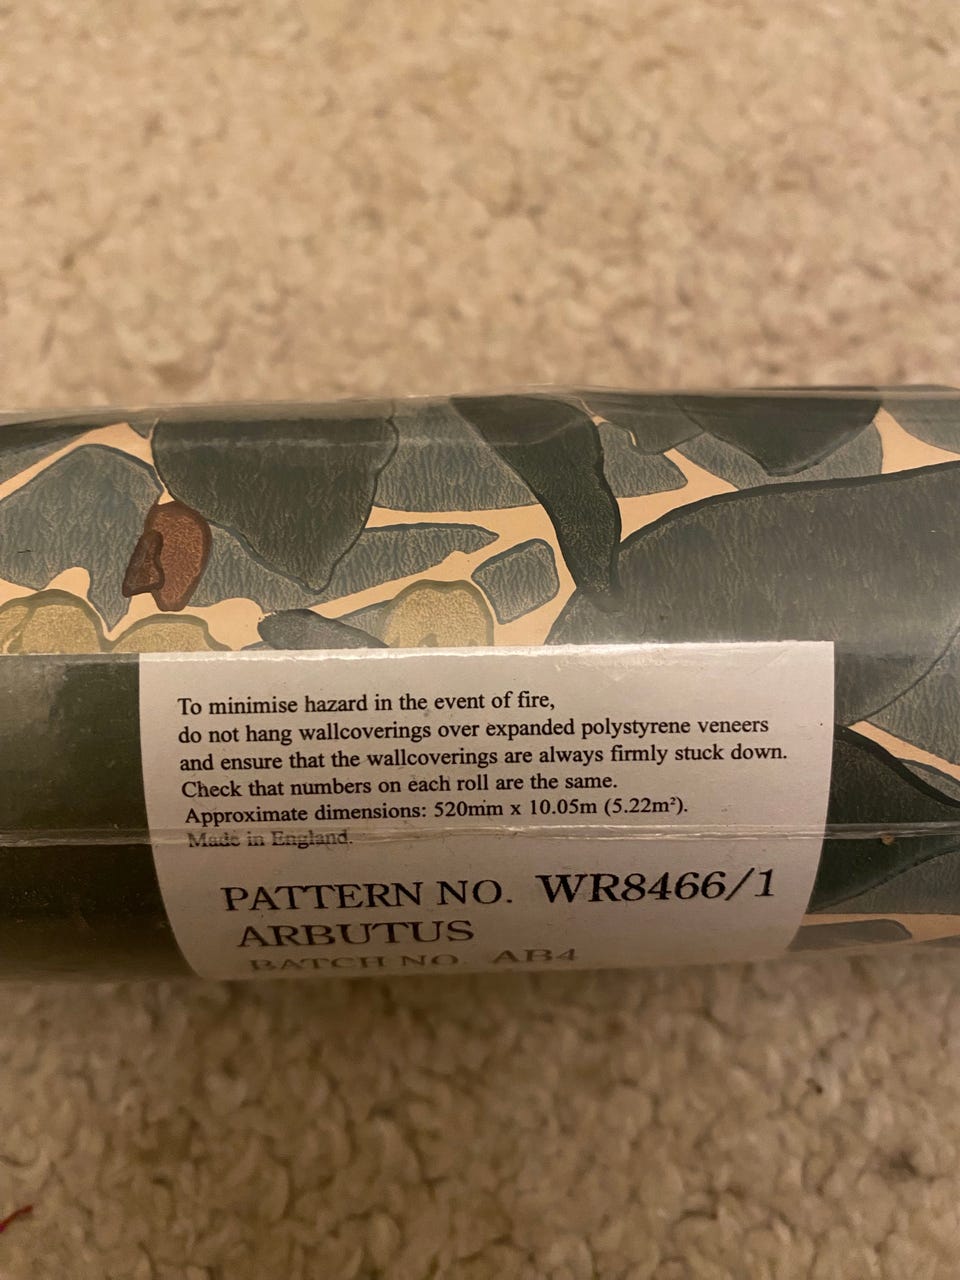 To minimise hazard in the event of fire,
do not hang wallcoverings over expanded polystyrene veneers
and ensure that the wallcoverings are always firmly stuck down.
Check that numbers on each roll are the same.
Approximate dimensions: 520mm x 10.05m (5.22m²).
Made in England.
PATTERN NO. WR8466/1
ARBUTUS
BATCH NO. AB4